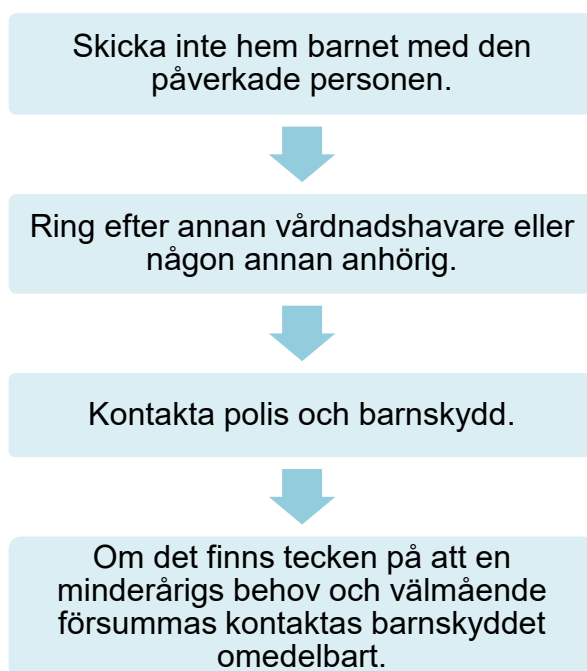 Skicka inte hem barnet med den
påverkade personen.
Ring efter annan vårdnadshavare eller
någon annan anhörig.
Kontakta polis och barnskydd.
Om det finns tecken på att en
minderårigs behov och välmående
försummas kontaktas barnskyddet
omedelbart.